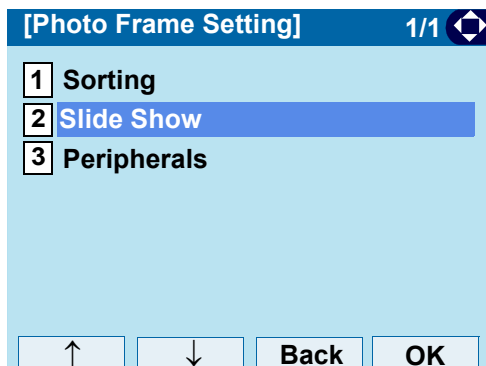 [Photo Frame Setting] 1/1
1 Sorting
2 Slide Show
3 Peripherals
↑ ↓ Back OK